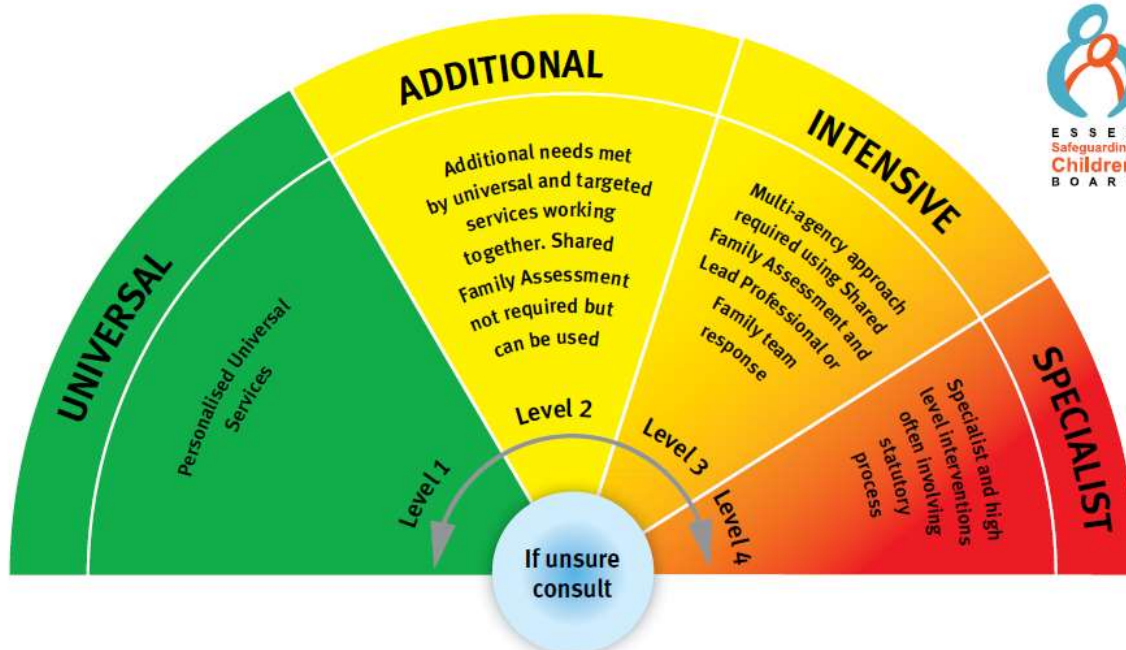 UNIVERSAL
Personalised Universal
Services
Level 1
ADDITIONAL
Additional needs met
by universal and targeted
services working
together. Shared
Family Assessment
not required but
can be used
Level 2
INTENSIVE
Multi-agency approach
required using Shared
Family Assessment and
Lead Professional or
Family team
response
Level 3
SPECIALIST
Specialist and high
level interventions
often involving
statutory
process
Level 4
If unsure
consult
ESSE
Safeguardin
Children
BOAR